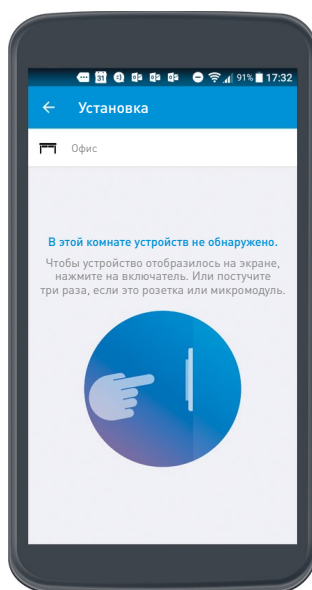 31 91% 17:32
Установка
Офис
В этой комнате устройств не обнаружено.
Чтобы устройство отобразилось на экране,
нажмите на включатель. Или постучите
три раза, если это розетка или микромодуль.